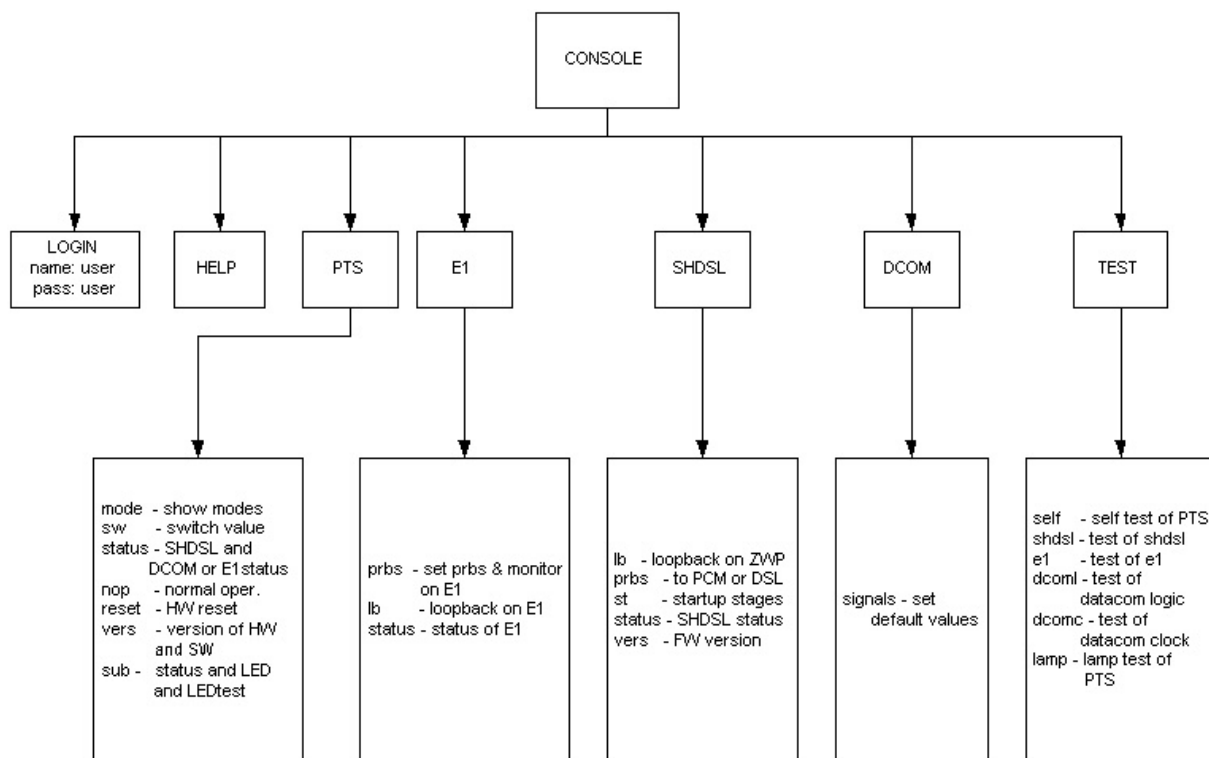 CONSOLE
LOGIN
name: user
pass: user
HELP
PTS
E1
SHDSL
DCOM
TEST
mode - show modes
sw - switch value
status - SHDSL and
DCOM or E1status
nop - normal oper.
reset - HW reset
vers - version of HW
and SW
sub - status and LED
and LEDtest
prbs - set prbs & monitor
on E1
lb - loopback on E1
status - status of E1
lb - loopback on ZWP
prbs - to PCM or DSL
st - startup stages
status - SHDSL status
vers - FW version
signals - set
default values
self - self test of PTS
shdsl - test of shdsl
e1 - test of e1
dcoml - test of
datacom logic
dcomc - test of
datacom clock
lamp - lamp test of
PTS